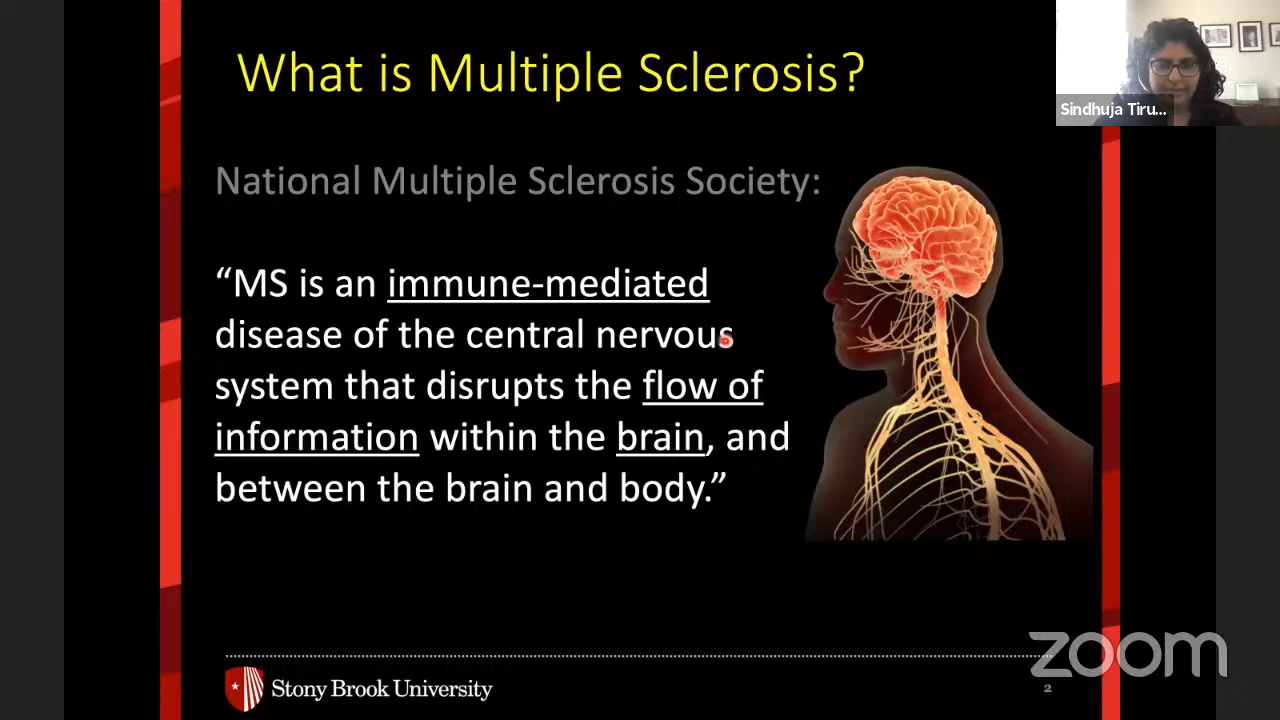 What is Multiple Sclerosis?
Sindhuja Tiru...
National Multiple Sclerosis Society:
“MS is an immune-mediated
disease of the central nervous
system that disrupts the flow of
information within the brain, and
between the brain and body.”
zoom
Stony Brook University
2